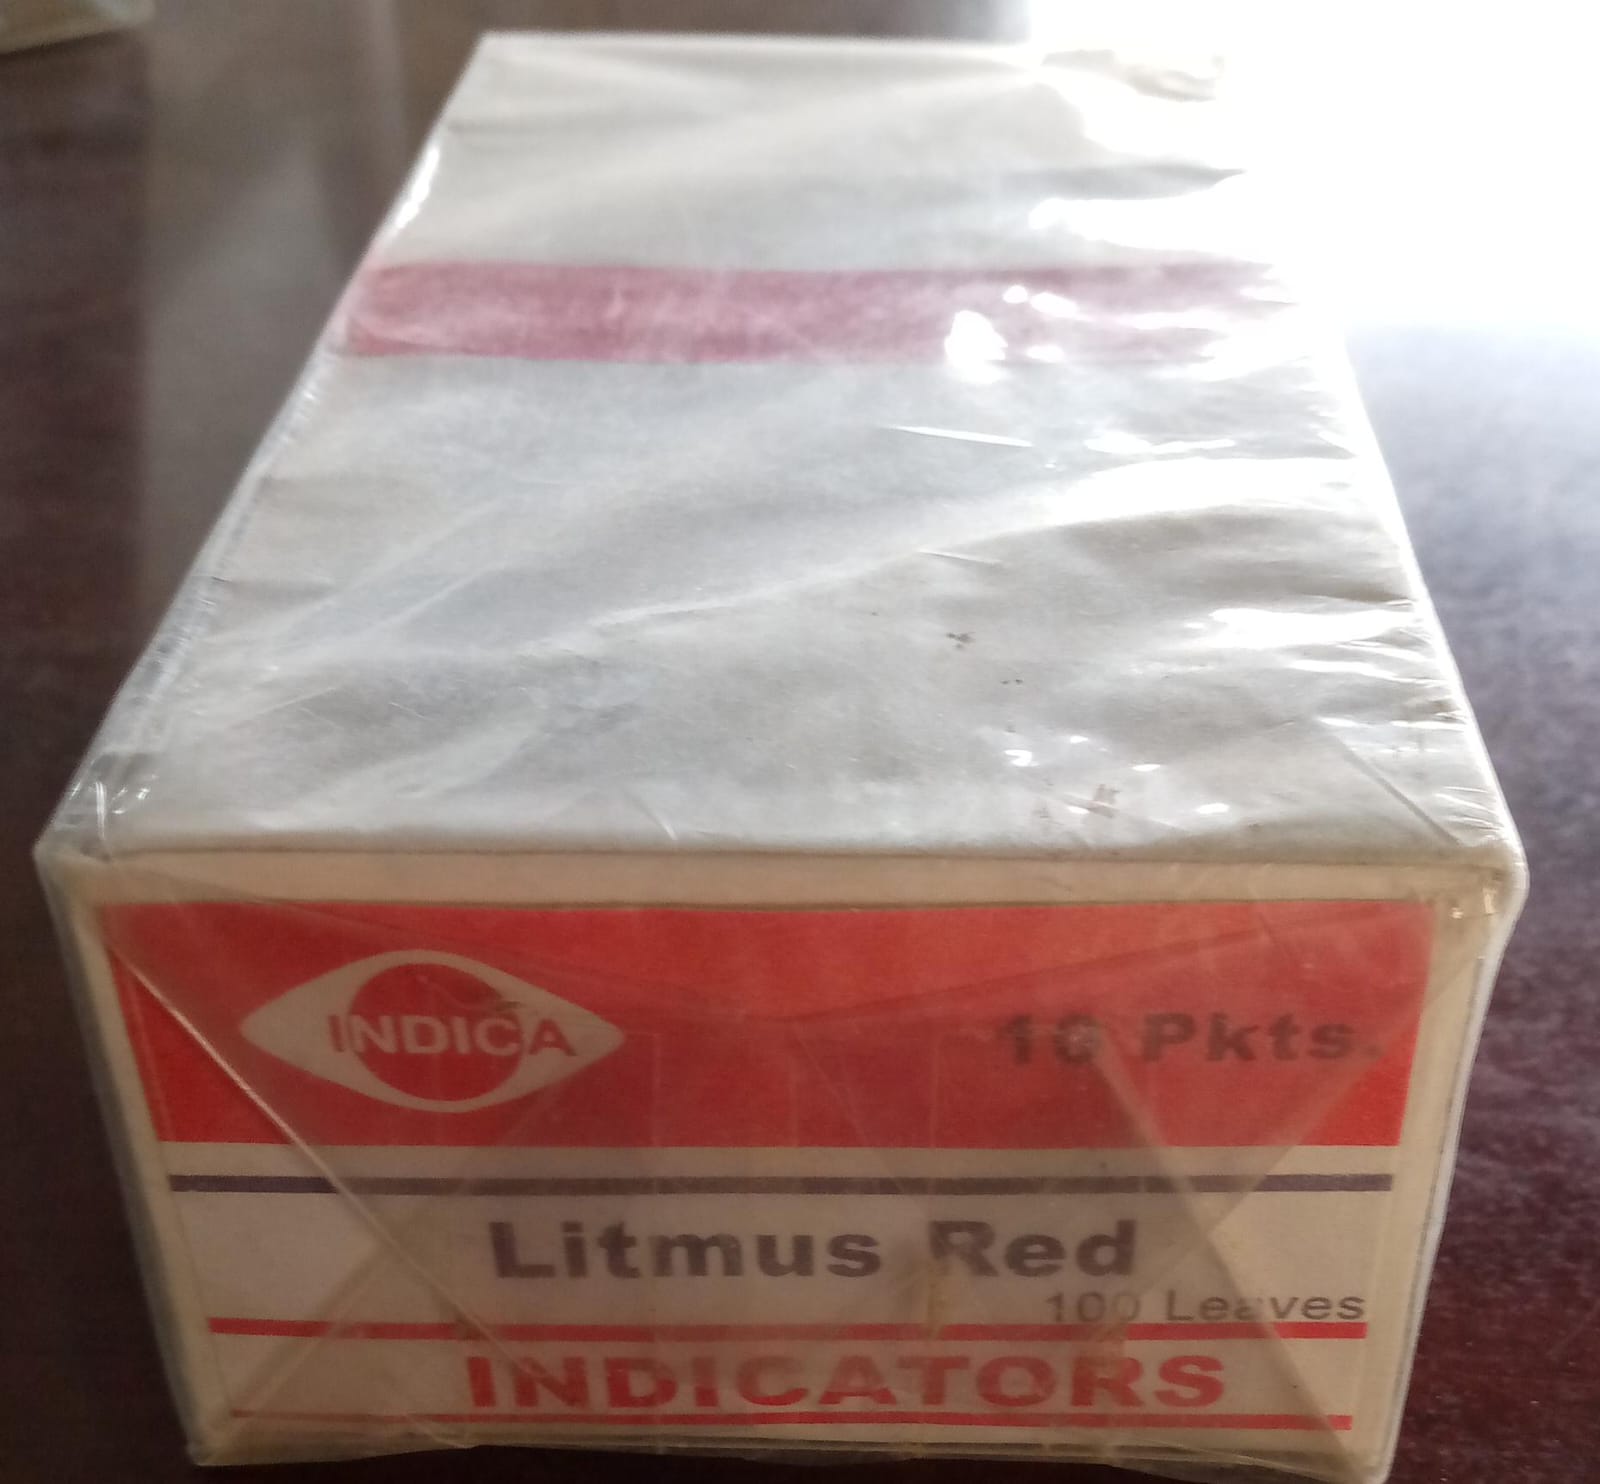 INDICA
10 Pkts.
Litmus Red
100 Leaves
INDICATORS